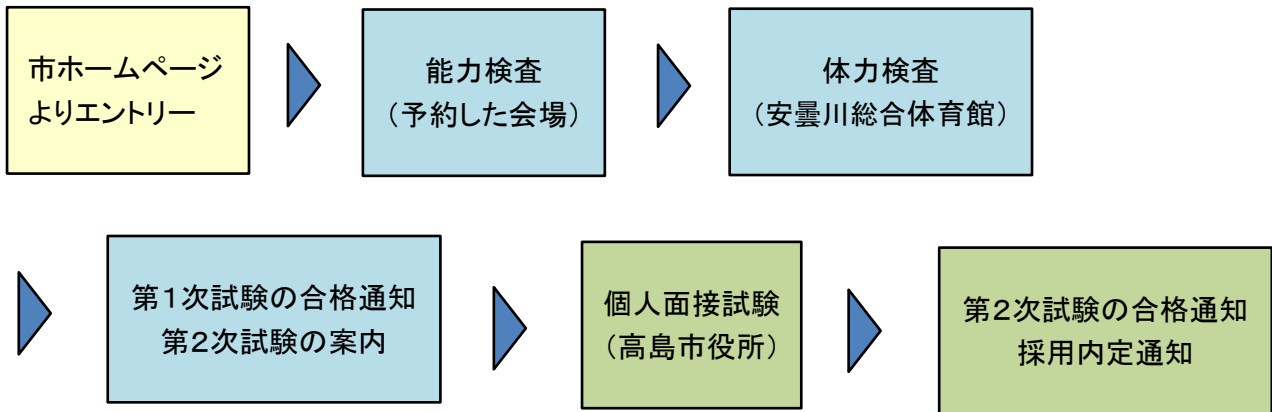 市ホームページ
よりエントリー
能力検査
（予約した会場）
体力検査
（安曇川総合体育館）
第１次試験の合格通知
第２次試験の案内
個人面接試験
（高島市役所）
第２次試験の合格通知
採用内定通知